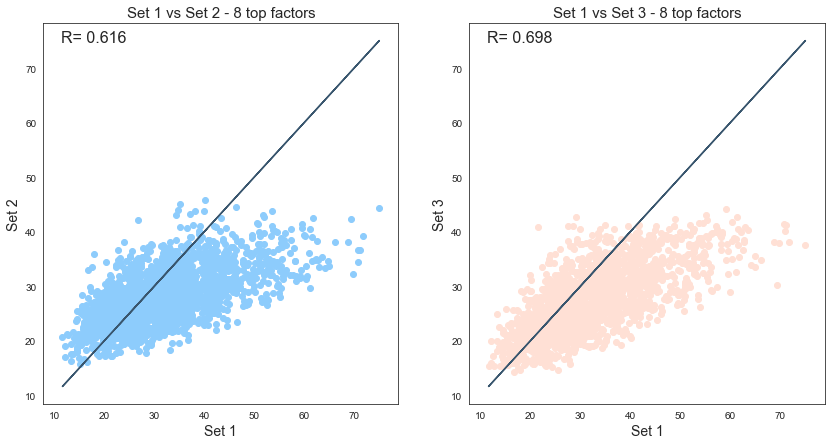 Set 1 vs Set 2 - 8 top factors
R= 0.616
70
60
50
40
30
20
10
Set 2
10 20 30 40 50 60 70
Set 1
Set 1 vs Set 3 - 8 top factors
R= 0.698
70
60
50
40
30
20
10
Set 3
10 20 30 40 50 60 70
Set 1